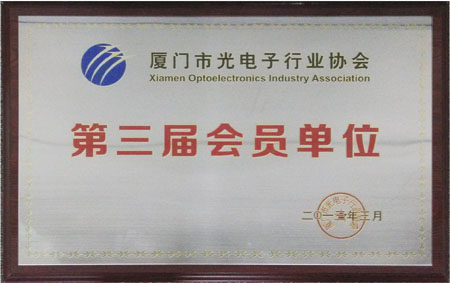 厦门市光电子行业协会
Xiamen Optoelectronics Industry Association
第三届会员单位
二〇一三年三月